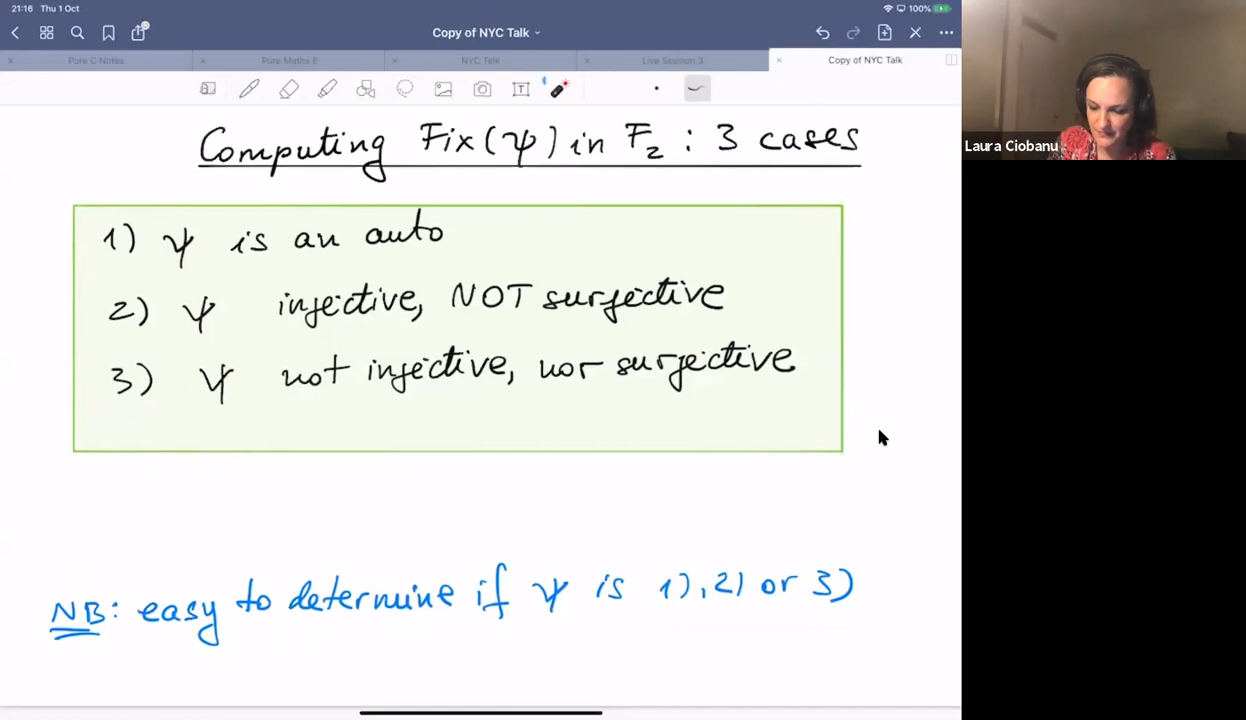 21:16 Thu 1 Oct
100%
Copy of NYC Talk
Pure C Notes
Pure Maths E
NYC Talk
Live Session 3
Copy of NYC Talk
Laura Ciobanu
Computing Fix(ψ) in F₂ : 3 cases
1) ψ is an auto
2) ψ injective, NOT surjective
3) ψ not injective, nor surjective
NB: easy to determine if ψ is 1), 2) or 3)